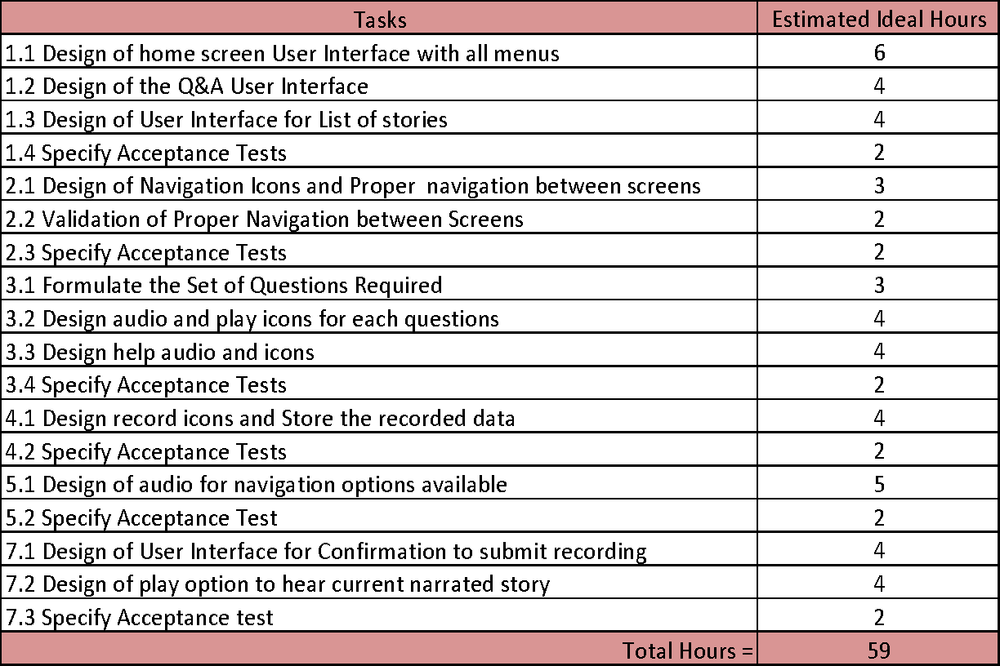 Tasks Estimated Ideal Hours
1.1 Design of home screen User Interface with all menus 6
1.2 Design of the Q&A User Interface 4
1.3 Design of User Interface for List of stories 4
1.4 Specify Acceptance Tests 2
2.1 Design of Navigation Icons and Proper  navigation between screens 3
2.2 Validation of Proper Navigation between Screens 2
2.3 Specify Acceptance Tests 2
3.1 Formulate the Set of Questions Required 3
3.2 Design audio and play icons for each questions 4
3.3 Design help audio and icons 4
3.4 Specify Acceptance Tests 2
4.1 Design record icons and Store the recorded data 4
4.2 Specify Acceptance Tests 2
5.1 Design of audio for navigation options available 5
5.2 Specify Acceptance Test 2
7.1 Design of User Interface for Confirmation to submit recording 4
7.2 Design of play option to hear current narrated story 4
7.3 Specify Acceptance test 2
Total Hours = 59